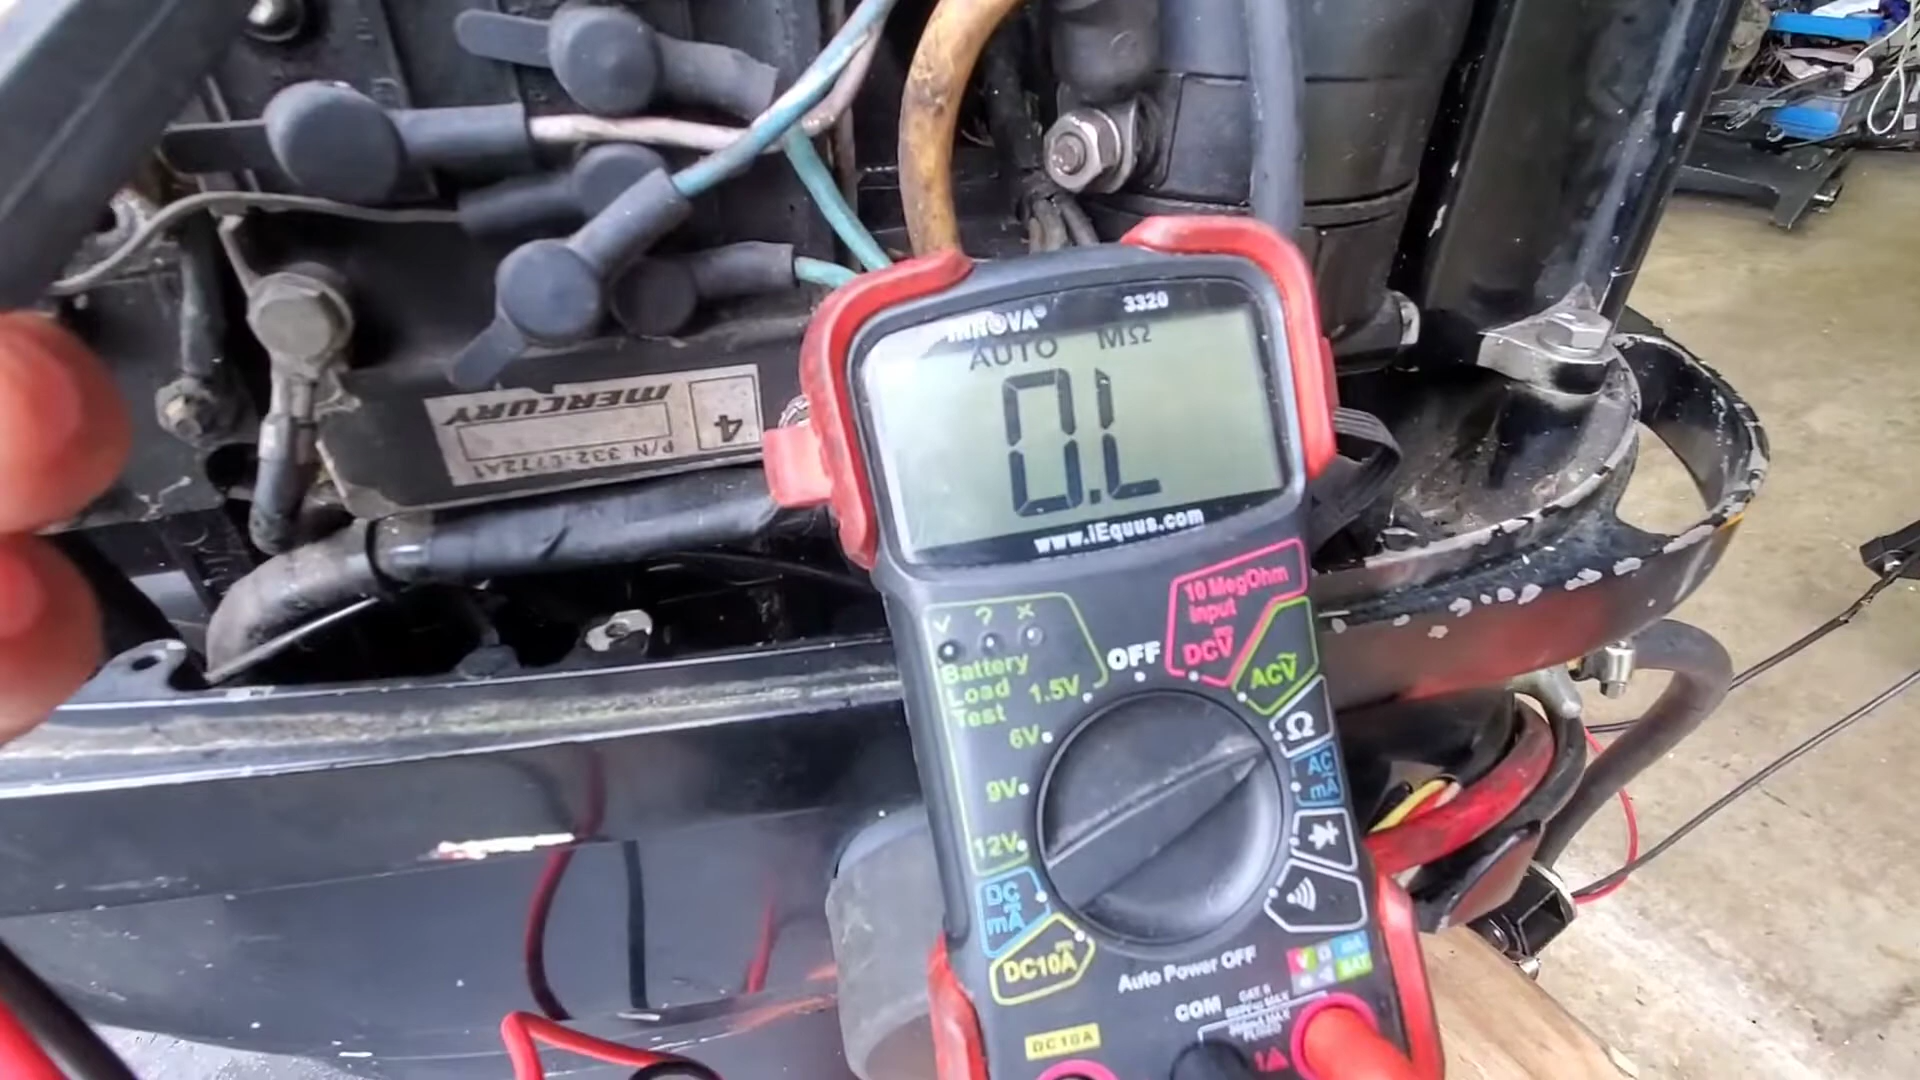 INNOVA® 3320
AUTO MΩ
O.L
www.iEquus.com
4
MERCURY
P/N 332-
10 MegOhm
Input
DCV
ACV
OFF
Ω
AC
mA
Battery
Load
Test
1.5V
6V
9V
12V
DC
mA
DC10A
Auto Power OFF
COM
DC10A